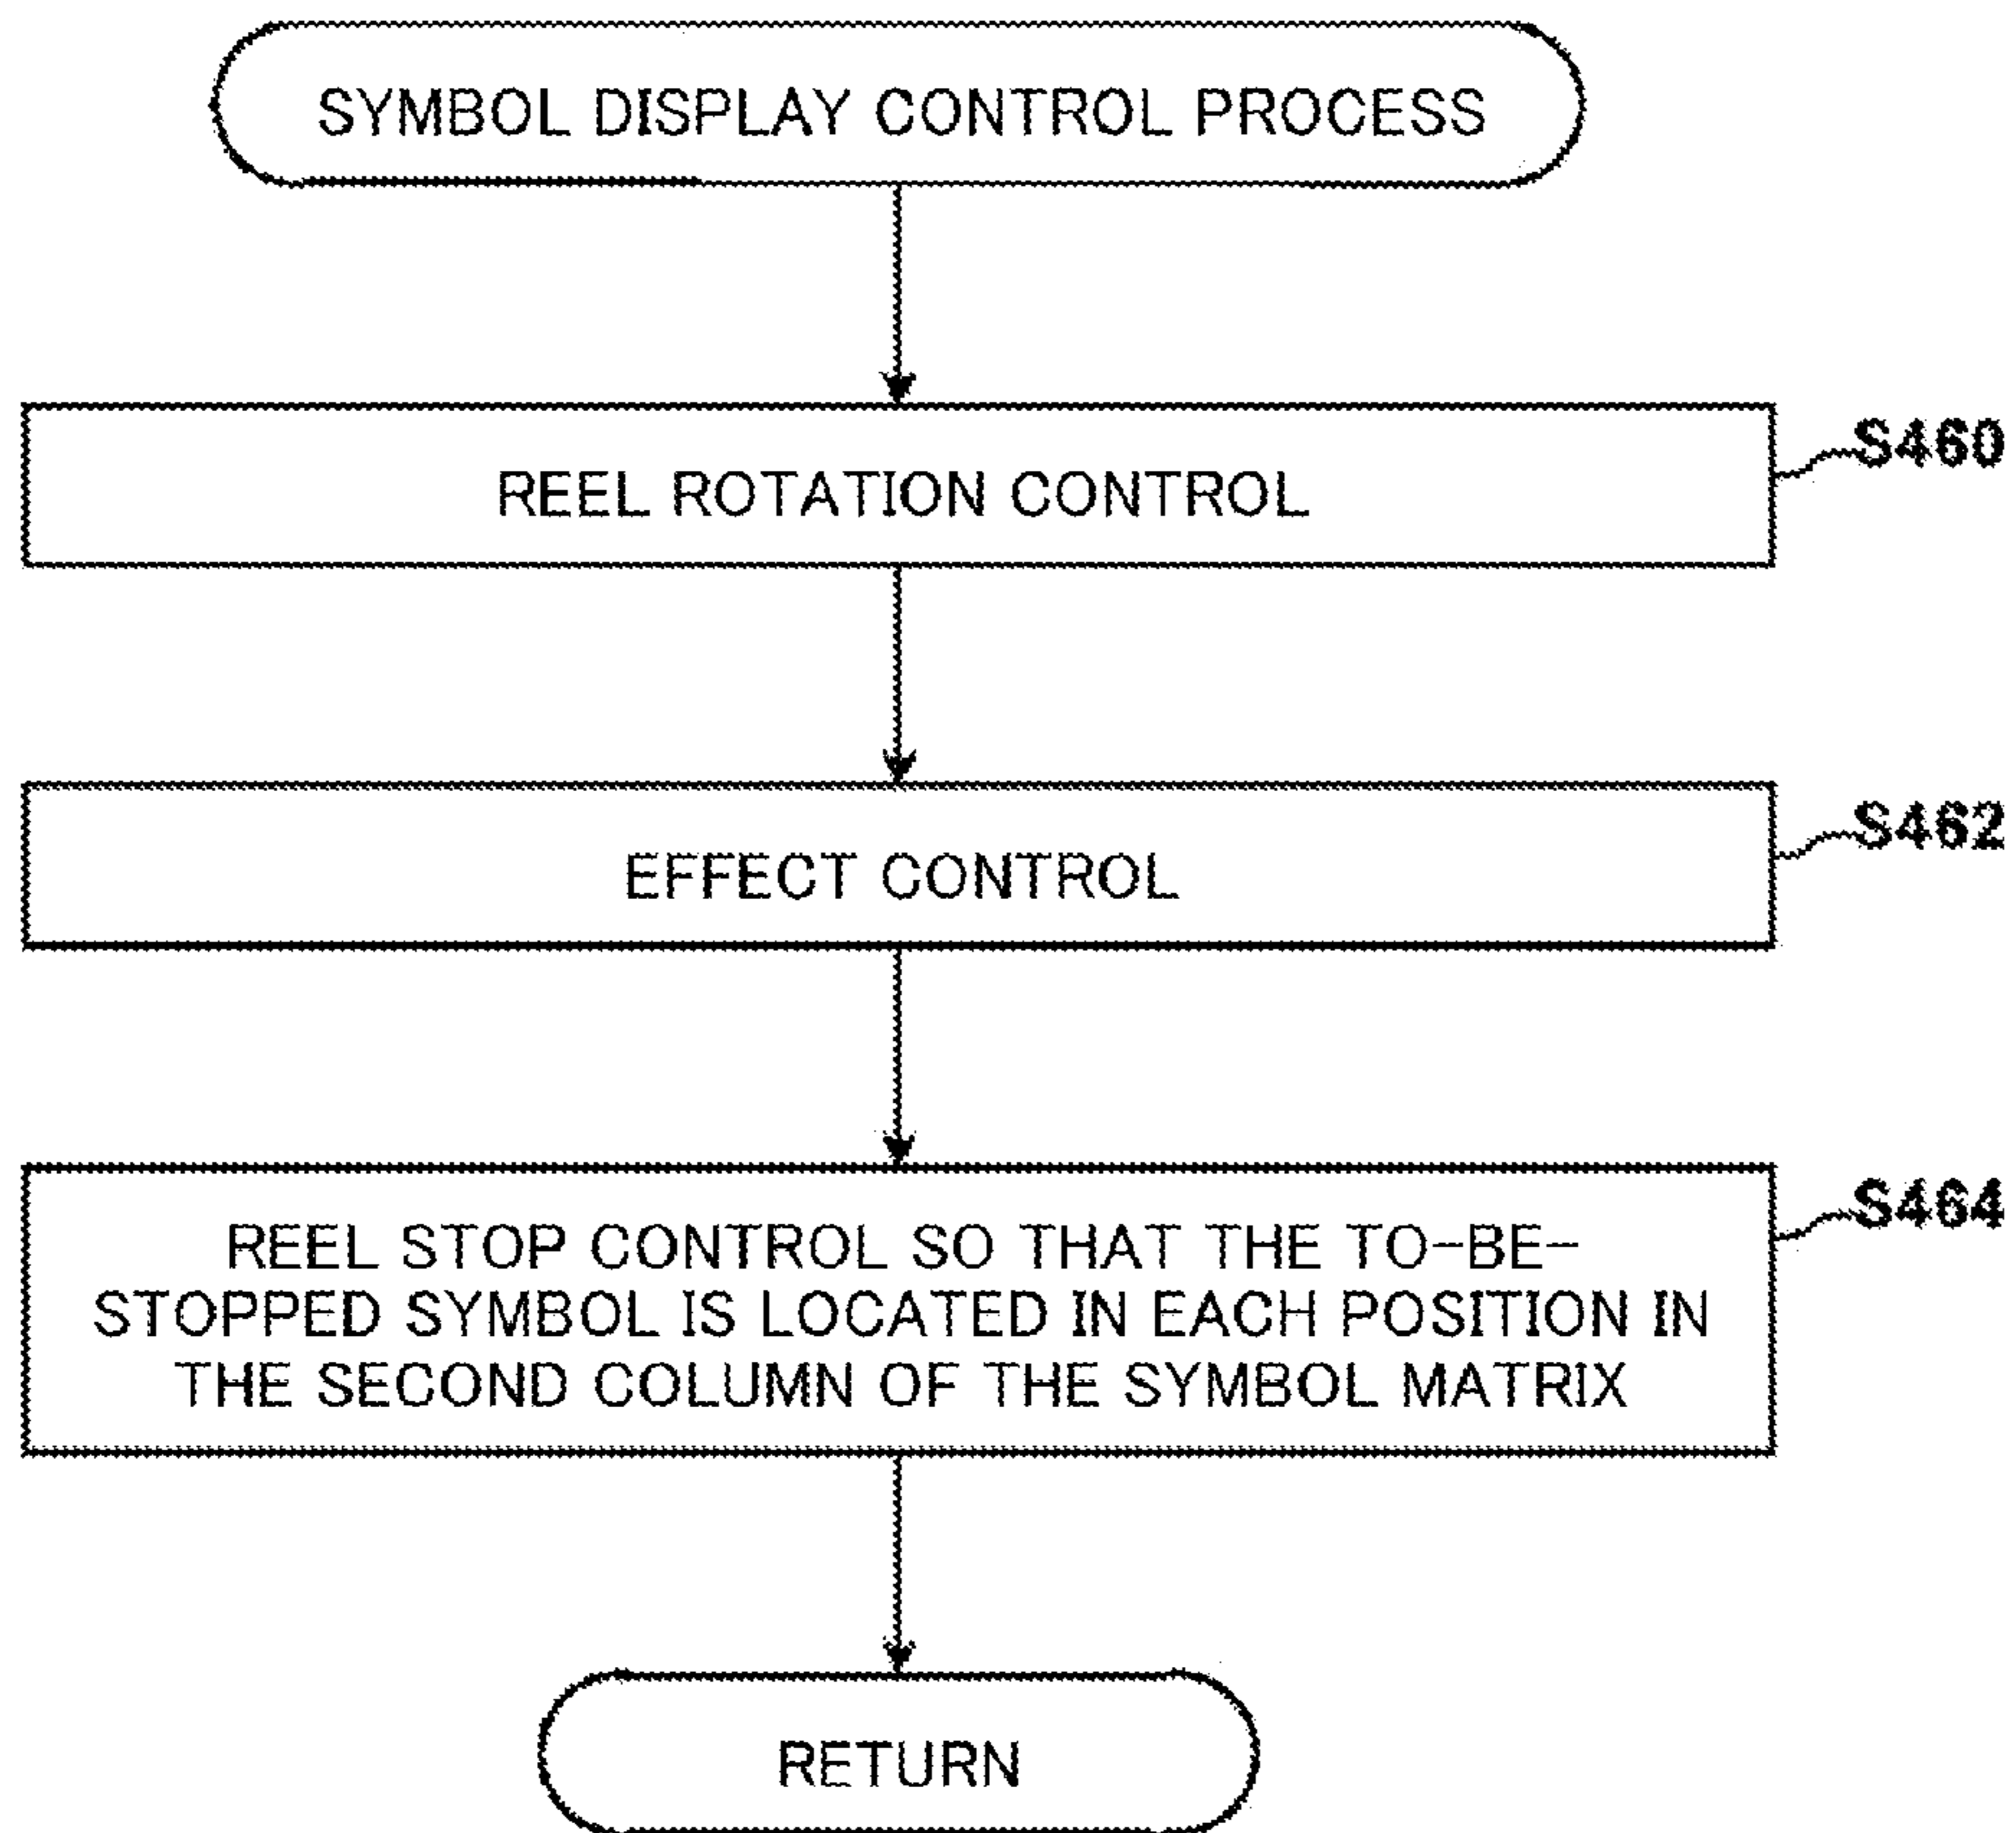 SYMBOL DISPLAY CONTROL PROCESS
REEL ROTATION CONTROL
S460
EFFECT CONTROL
S462
REEL STOP CONTROL SO THAT THE TO-BE-
STOPPED SYMBOL IS LOCATED IN EACH POSITION IN
THE SECOND COLUMN OF THE SYMBOL MATRIX
S464
RETURN